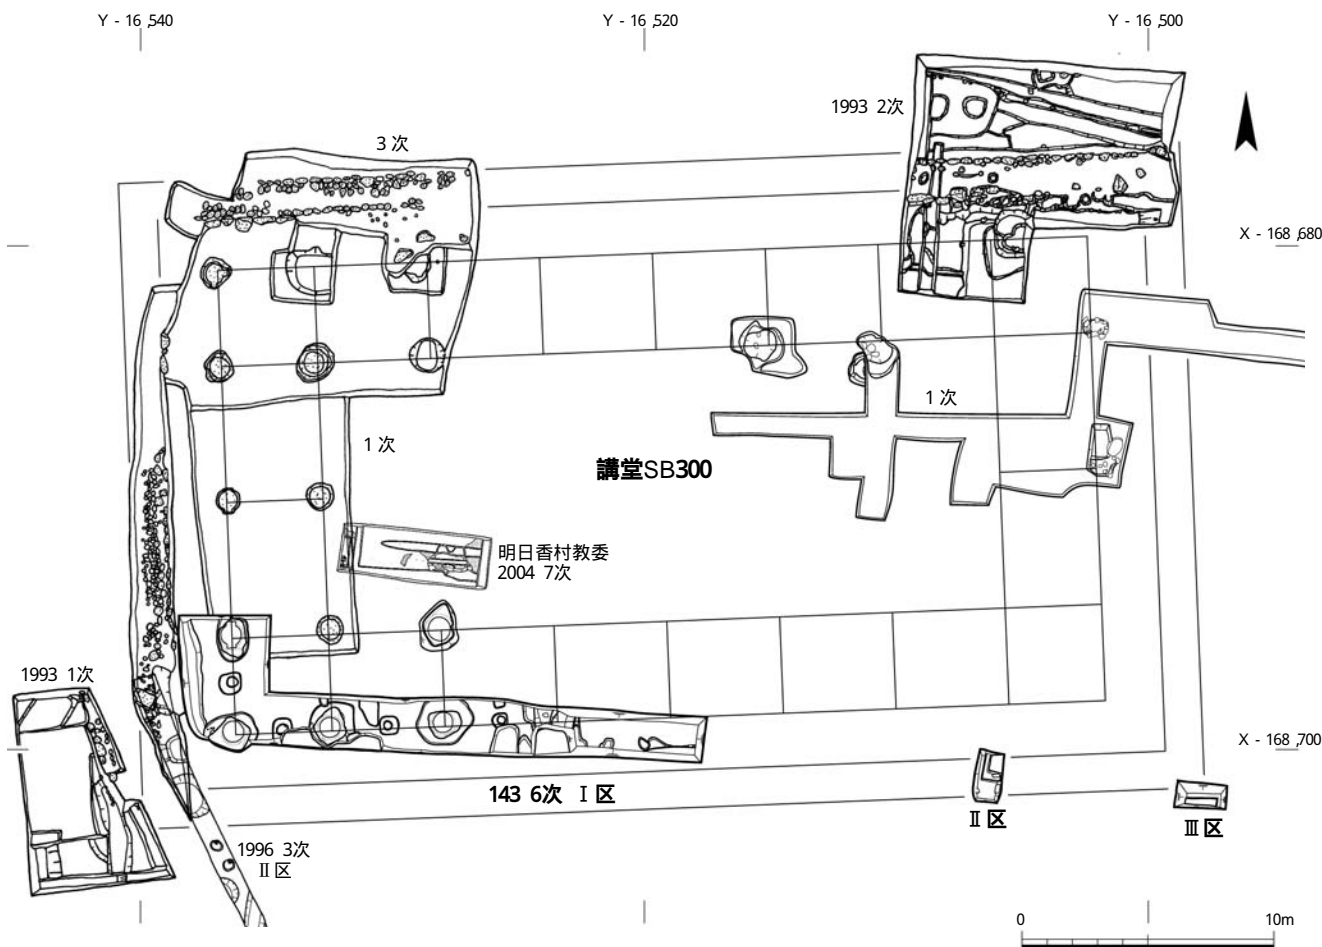 Y - 16 ,540
Y - 16 ,520
Y - 16 ,500
1993 2次
3 次
X - 168 ,680
1 次
1 次
講堂SB300
明日香村教委
2004 7次
1993 1次
X - 168 ,700
143 6次 Ⅰ区
Ⅱ区
Ⅲ区
1996 3次
Ⅱ区
0
10m